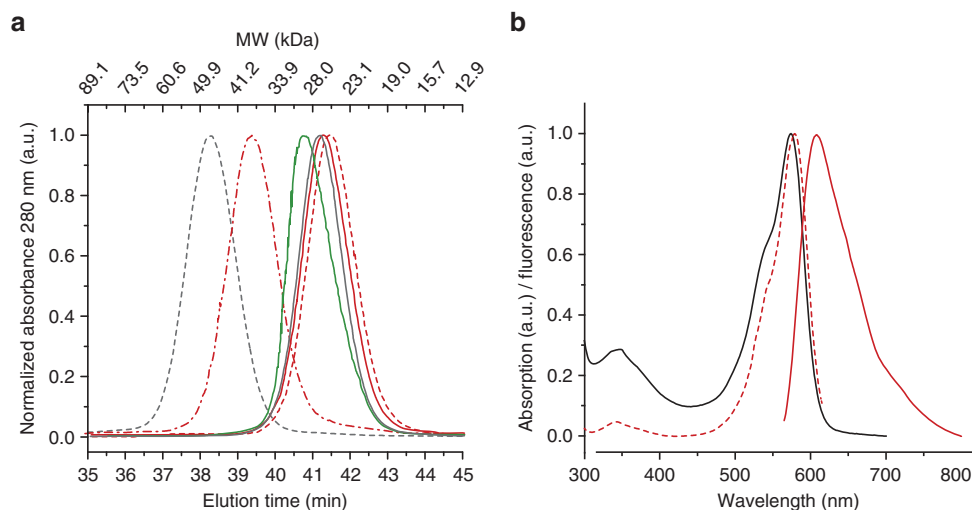 a
MW (kDa)
89.1 73.5 60.6 49.9 41.2 33.9 28.0 23.1 19.0 15.7 12.9
Normalized absorbance 280 nm (a.u.)
1.0
0.8
0.6
0.4
0.2
0.0
35 36 37 38 39 40 41 42 43 44 45
Elution time (min)
b
Absorption (a.u.) / fluorescence (a.u.)
1.0
0.8
0.6
0.4
0.2
0.0
300 400 500 600 700 800
Wavelength (nm)